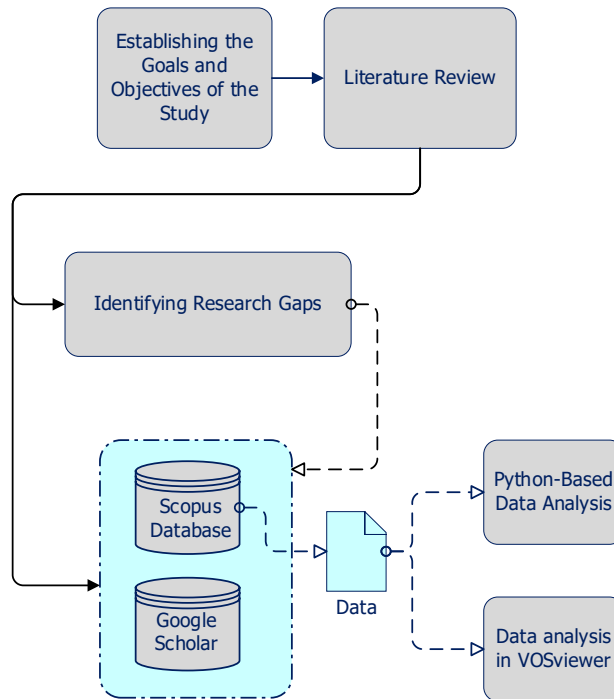 Establishing the
Goals and
Objectives of the
Study
Literature Review
Identifying Research Gaps
Scopus
Database
Google
Scholar
Data
Python-Based
Data Analysis
Data analysis
in VOSviewer